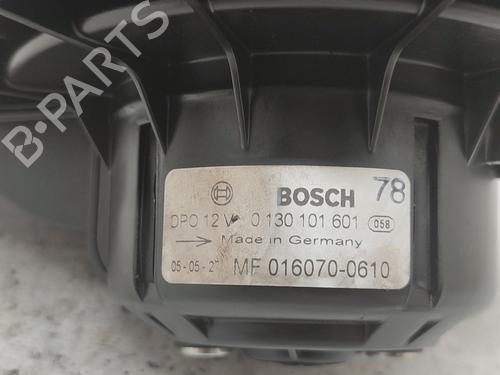 B-PARTS
BOSCH 78
DPO 12 V 0 130 101 601 058
Made in Germany
05-05-2 MF 016070-0610